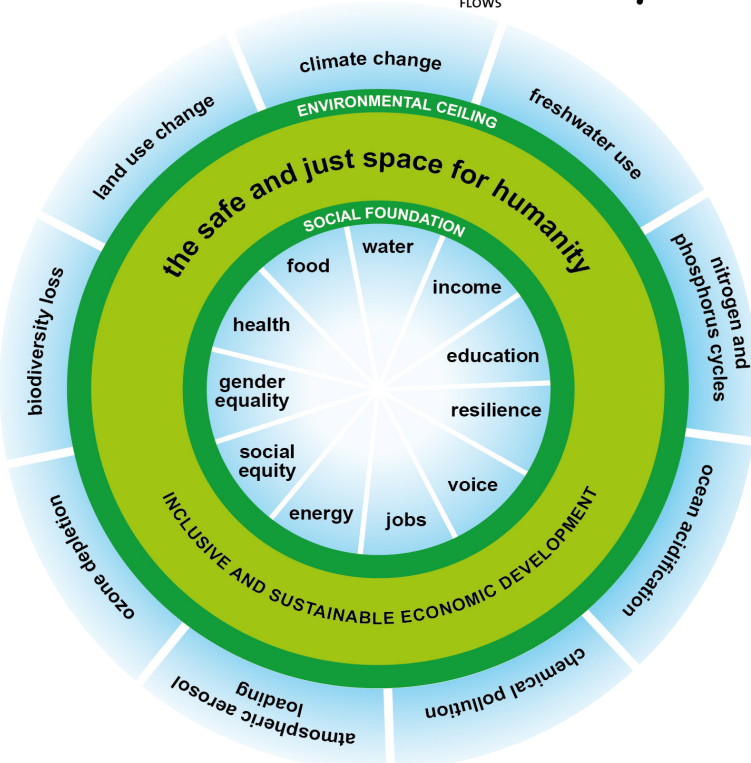 FLOWS
climate change
freshwater use
nitrogen and
phosphorus cycles
ocean acidification
chemical pollution
atmospheric aerosol
loading
ozone depletion
biodiversity loss
land use change
ENVIRONMENTAL CEILING
the safe and just space for humanity
SOCIAL FOUNDATION
water
income
education
resilience
voice
jobs
energy
social
equity
gender
equality
health
food
INCLUSIVE AND SUSTAINABLE ECONOMIC DEVELOPMENT